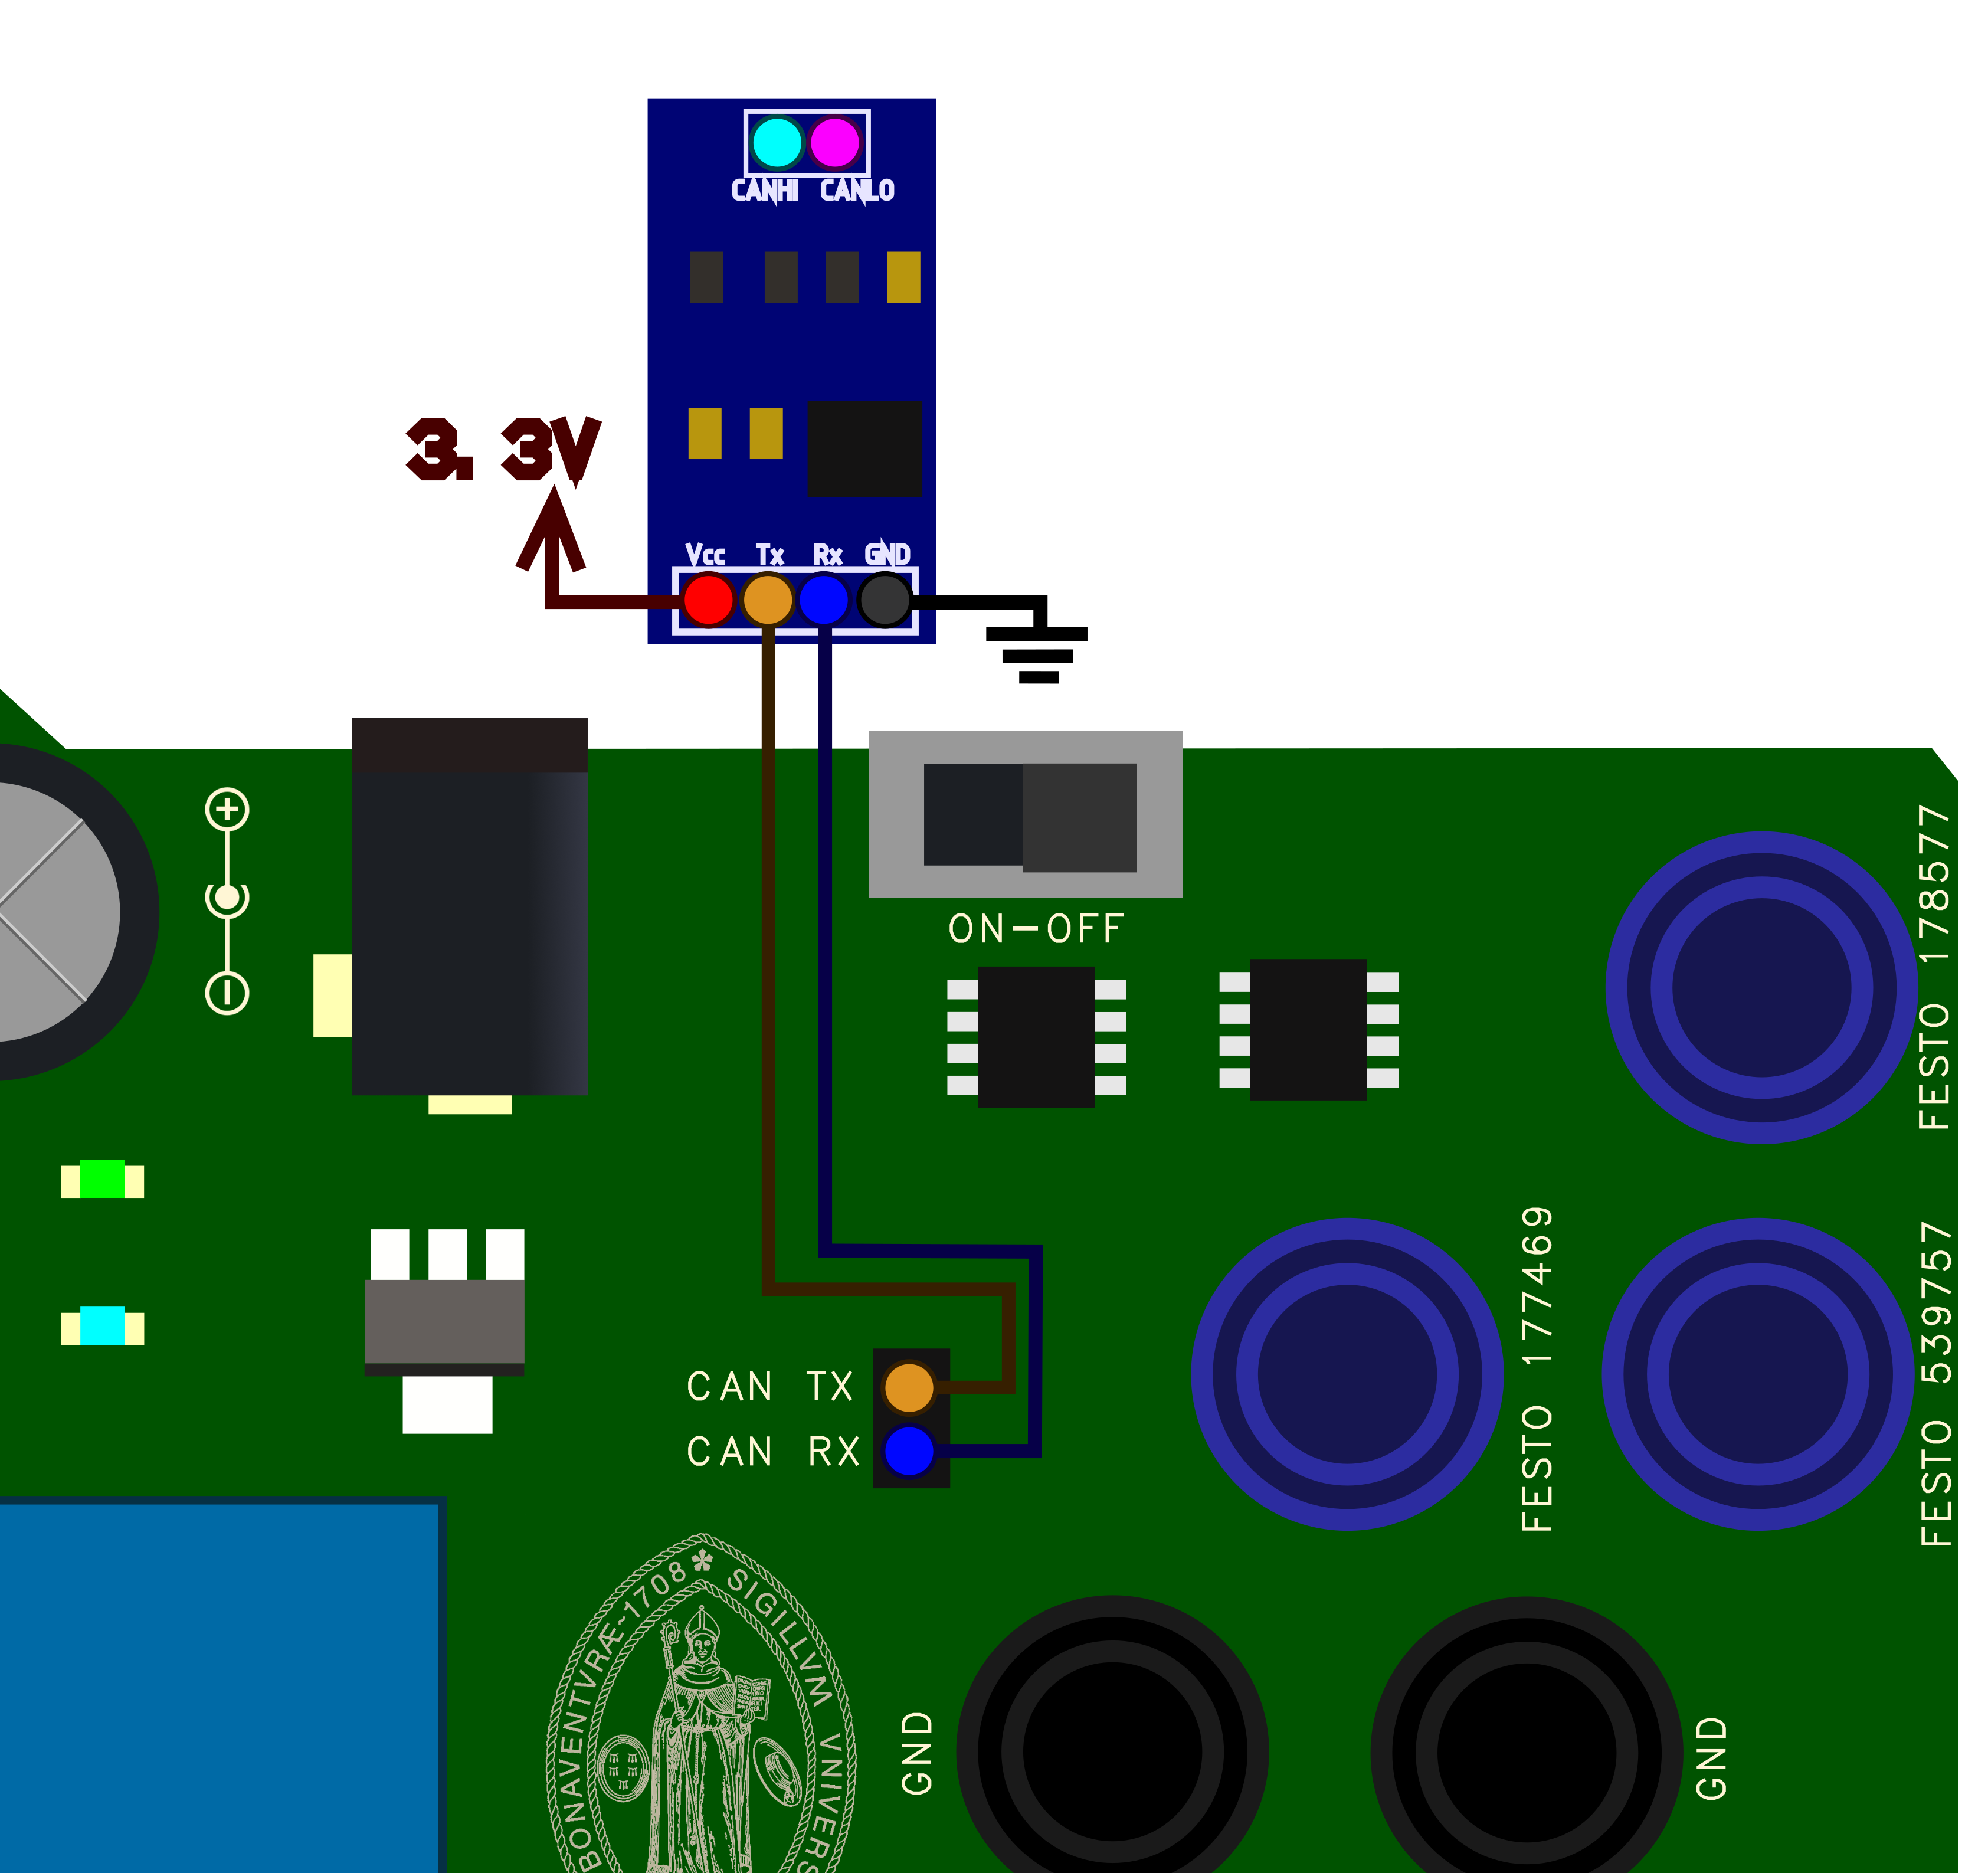 CANHI CANLO
3.3V
Vcc Tx Rx GND
ON-OFF
FESTO 178577
FESTO 177469
FESTO 539757
CAN TX
CAN RX
BONAVENTVRÆ~1708 * SIGILLVM VNIVERS
GND
GND